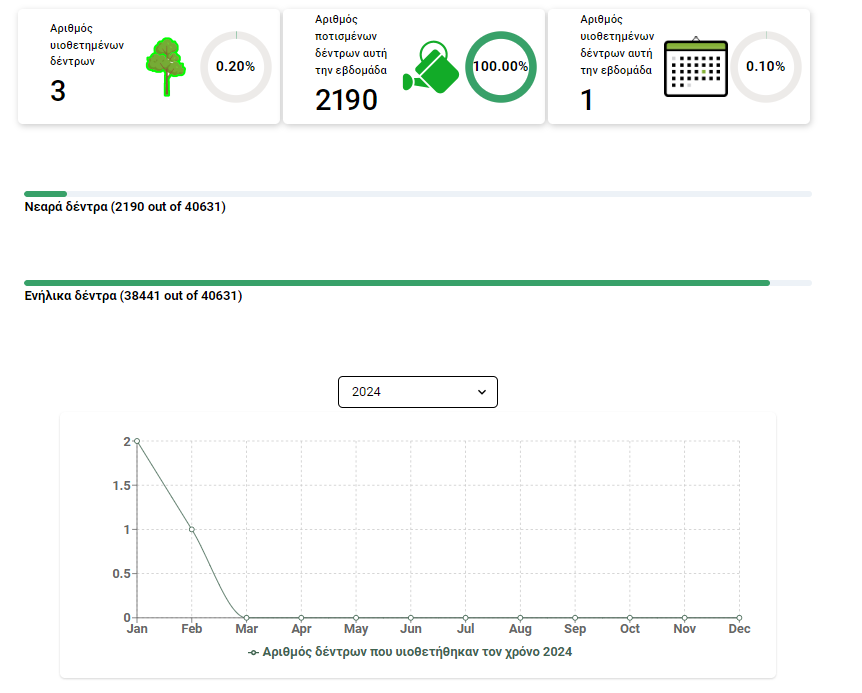 Αριθμός
υιοθετημένων
δέντρων
3
0.20%
Αριθμός
ποτισμένων
δέντρων αυτή
την εβδομάδα
2190
100.00%
Αριθμός
υιοθετημένων
δέντρων αυτή
την εβδομάδα
1
0.10%
Νεαρά δέντρα (2190 out of 40631)
Ενήλικα δέντρα (38441 out of 40631)
2024
2
1.5
1
0.5
0
Jan Feb Mar Apr May Jun Jul Aug Sep Oct Nov Dec
Αριθμός δέντρων που υιοθετήθηκαν τον χρόνο 2024